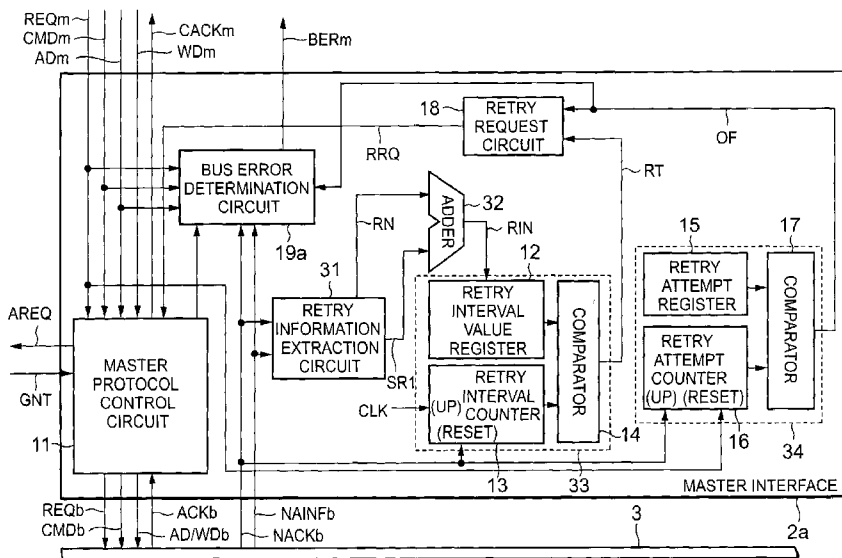 REQm
CMDm
ADm
CACKm
WDm
BERm
18
RETRY
REQUEST
CIRCUIT
OF
RRQ
RT
BUS ERROR
DETERMINATION
CIRCUIT
19a
RN
ADDER
32
RIN
31
RETRY
INFORMATION
EXTRACTION
CIRCUIT
SR1
12
RETRY
INTERVAL
VALUE
REGISTER
COMPARATOR
14
CLK
RETRY
INTERVAL
(UP) COUNTER
(RESET)
13
33
15
RETRY
ATTEMPT
REGISTER
17
COMPARATOR
RETRY
ATTEMPT
COUNTER
(UP) (RESET)
16
34
AREQ
GNT
MASTER
PROTOCOL
CONTROL
CIRCUIT
11
MASTER INTERFACE
2a
REQb
CMDb
ACKb
AD/WDb
NAINFb
NACKb
3